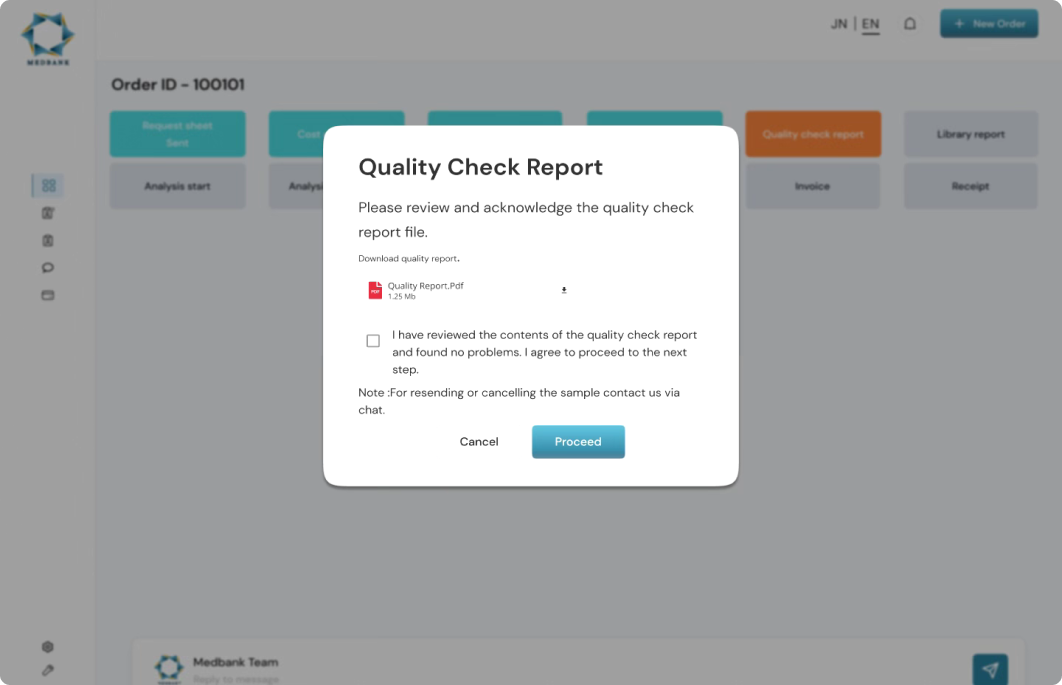 MEDBANK
JN | EN
+ New Order
Order ID - 100101
Request sheet
Sent
Cost
Quality check report
Library report
Analysis start
Invoice
Receipt
Quality Check Report
Please review and acknowledge the quality check
report file.
Download quality report.
PDF
Quality Report.Pdf
1.25 Mb
I have reviewed the contents of the quality check report
and found no problems. I agree to proceed to the next
step.
Note :For resending or cancelling the sample contact us via
chat.
Cancel
Proceed
Medbank Team
Reply to message